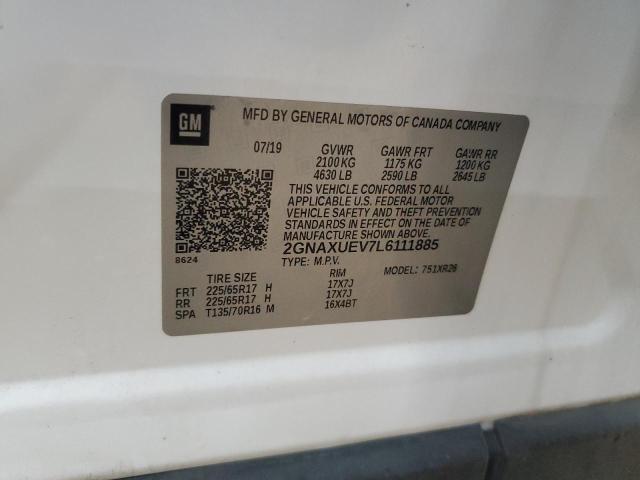 GM
MFD BY GENERAL MOTORS OF CANADA COMPANY
07/19 GVWR GAWR FRT GAWR RR
2100 KG 1175 KG 1200 KG
4630 LB 2590 LB 2645 LB
THIS VEHICLE CONFORMS TO ALL
APPLICABLE U.S. FEDERAL MOTOR
VEHICLE SAFETY AND THEFT PREVENTION
STANDARDS IN EFFECT ON THE DATE OF
MANUFACTURE SHOWN ABOVE.
8624
2GNAXUEV7L6111885
TYPE: M.P.V. MODEL: 751XR26
TIRE SIZE RIM
FRT 225/65R17 H 17X7J
RR 225/65R17 H 17X7J
SPA T135/70R16 M 16X4BT